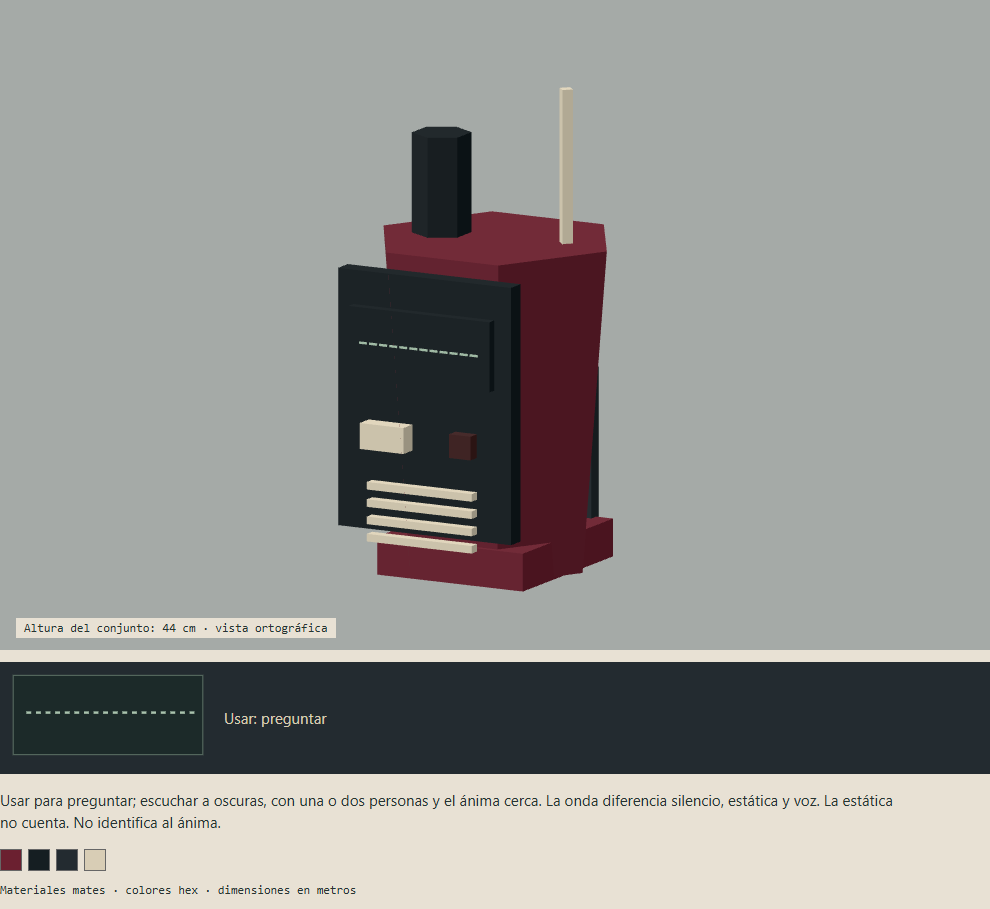 Altura del conjunto: 44 cm · vista ortográfica
Usar: preguntar
Usar para preguntar; escuchar a oscuras, con una o dos personas y el ánima cerca. La onda diferencia silencio, estática y voz. La estática
no cuenta. No identifica al ánima.
Materiales mates · colores hex · dimensiones en metros